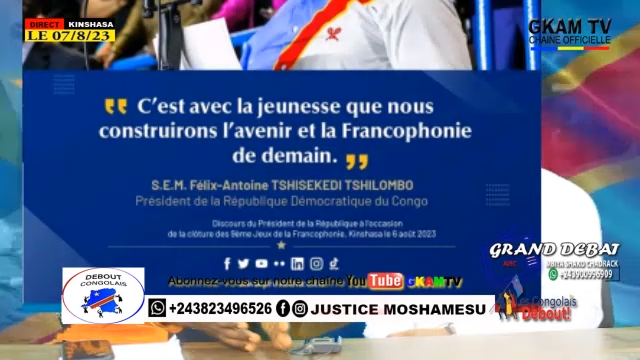 DIRECT KINSHASA
LE 07/8/23
GKAM TV
CHAINE OFFICIELLE
" C'est avec la jeunesse que nous
construirons l'avenir et la Francophonie
de demain. "
S.E.M. Félix-Antoine TSHISEKEDI TSHILOMBO
Président de la République Démocratique du Congo
Discours du Président de la République à l'occasion
de la clôture des 9ème Jeux de la Francophonie, Kinshasa le 6 août 2023
GRAND DEBAT
AVEC
+243900996909
DEBOUT
CONGOLAIS
Abonnez-vous sur notre chaine YouTube GKAMTV
Les Congolais
Debout!
+243823496526 JUSTICE MOSHAMESU